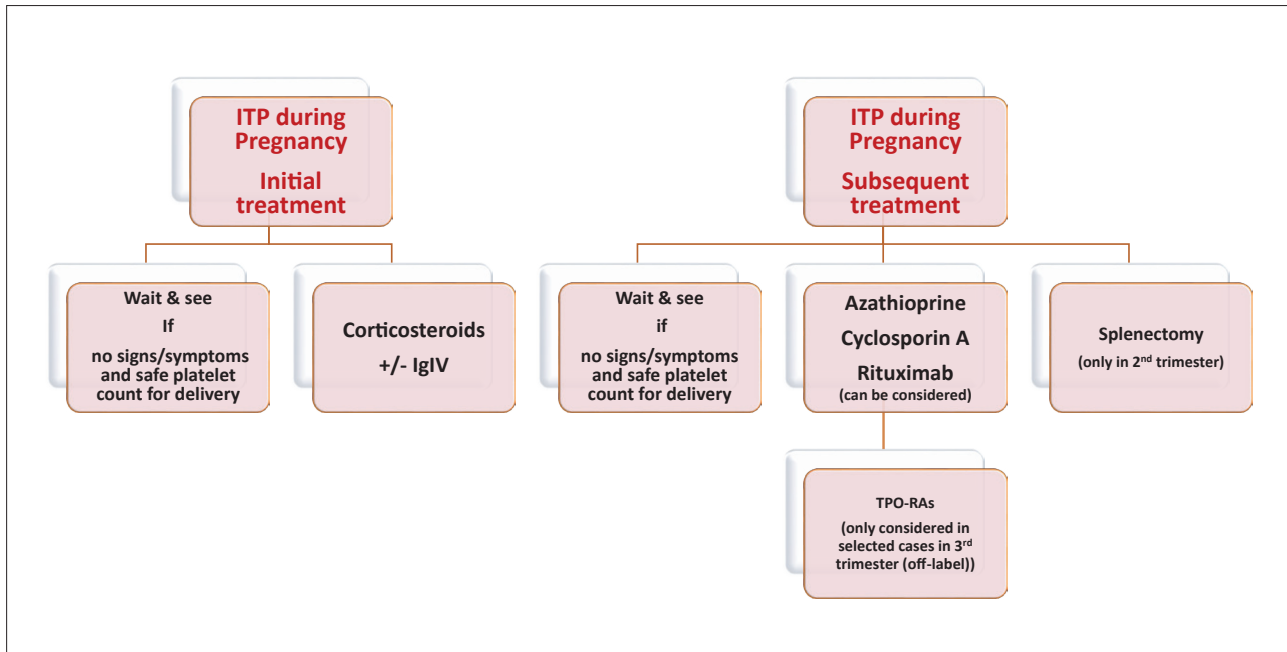 ITP during
Pregnancy
Initial
treatment
Wait & see
If
no signs/symptoms
and safe platelet
count for delivery
Corticosteroids
+/- IgIV
ITP during
Pregnancy
Subsequent
treatment
Wait & see
if
no signs/symptoms
and safe platelet
count for delivery
Azathioprine
Cyclosporin A
Rituximab
(can be considered)
Splenectomy
(only in 2nd trimester)
TPO-RAs
(only considered in
selected cases in 3rd
trimester (off-label))